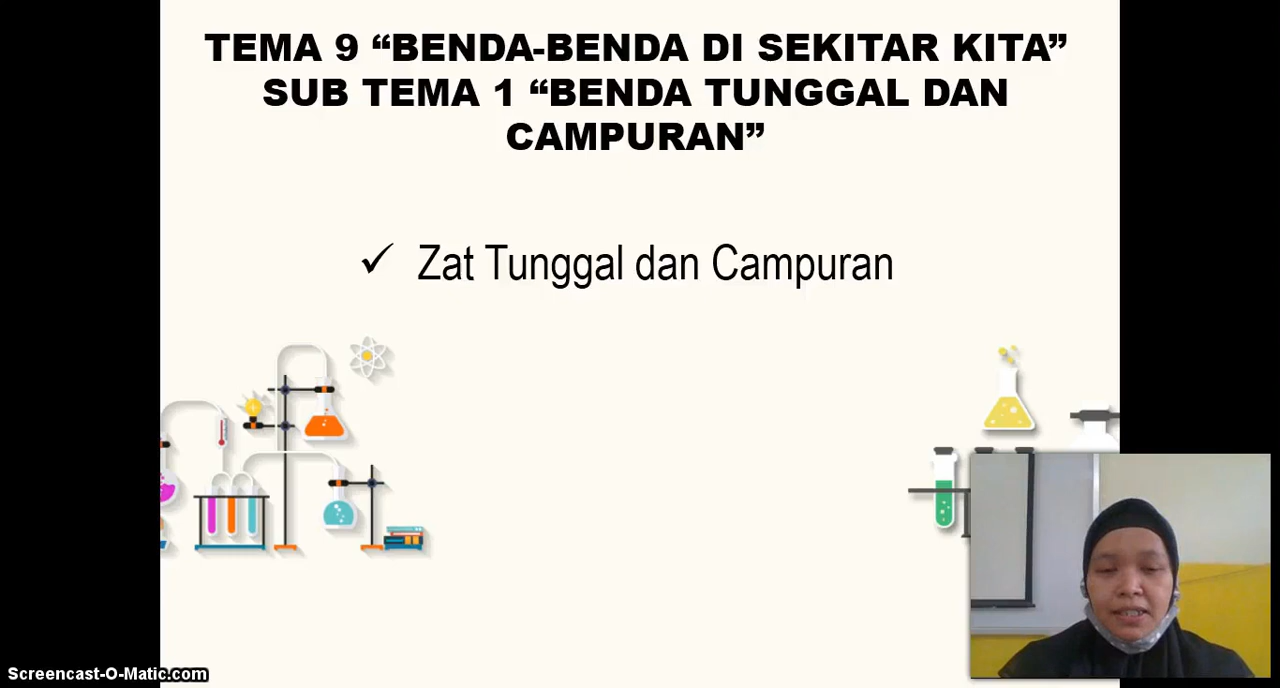 TEMA 9 “BENDA-BENDA DI SEKITAR KITA”
SUB TEMA 1 “BENDA TUNGGAL DAN
CAMPURAN”
✓ Zat Tunggal dan Campuran
Screencast-O-Matic.com